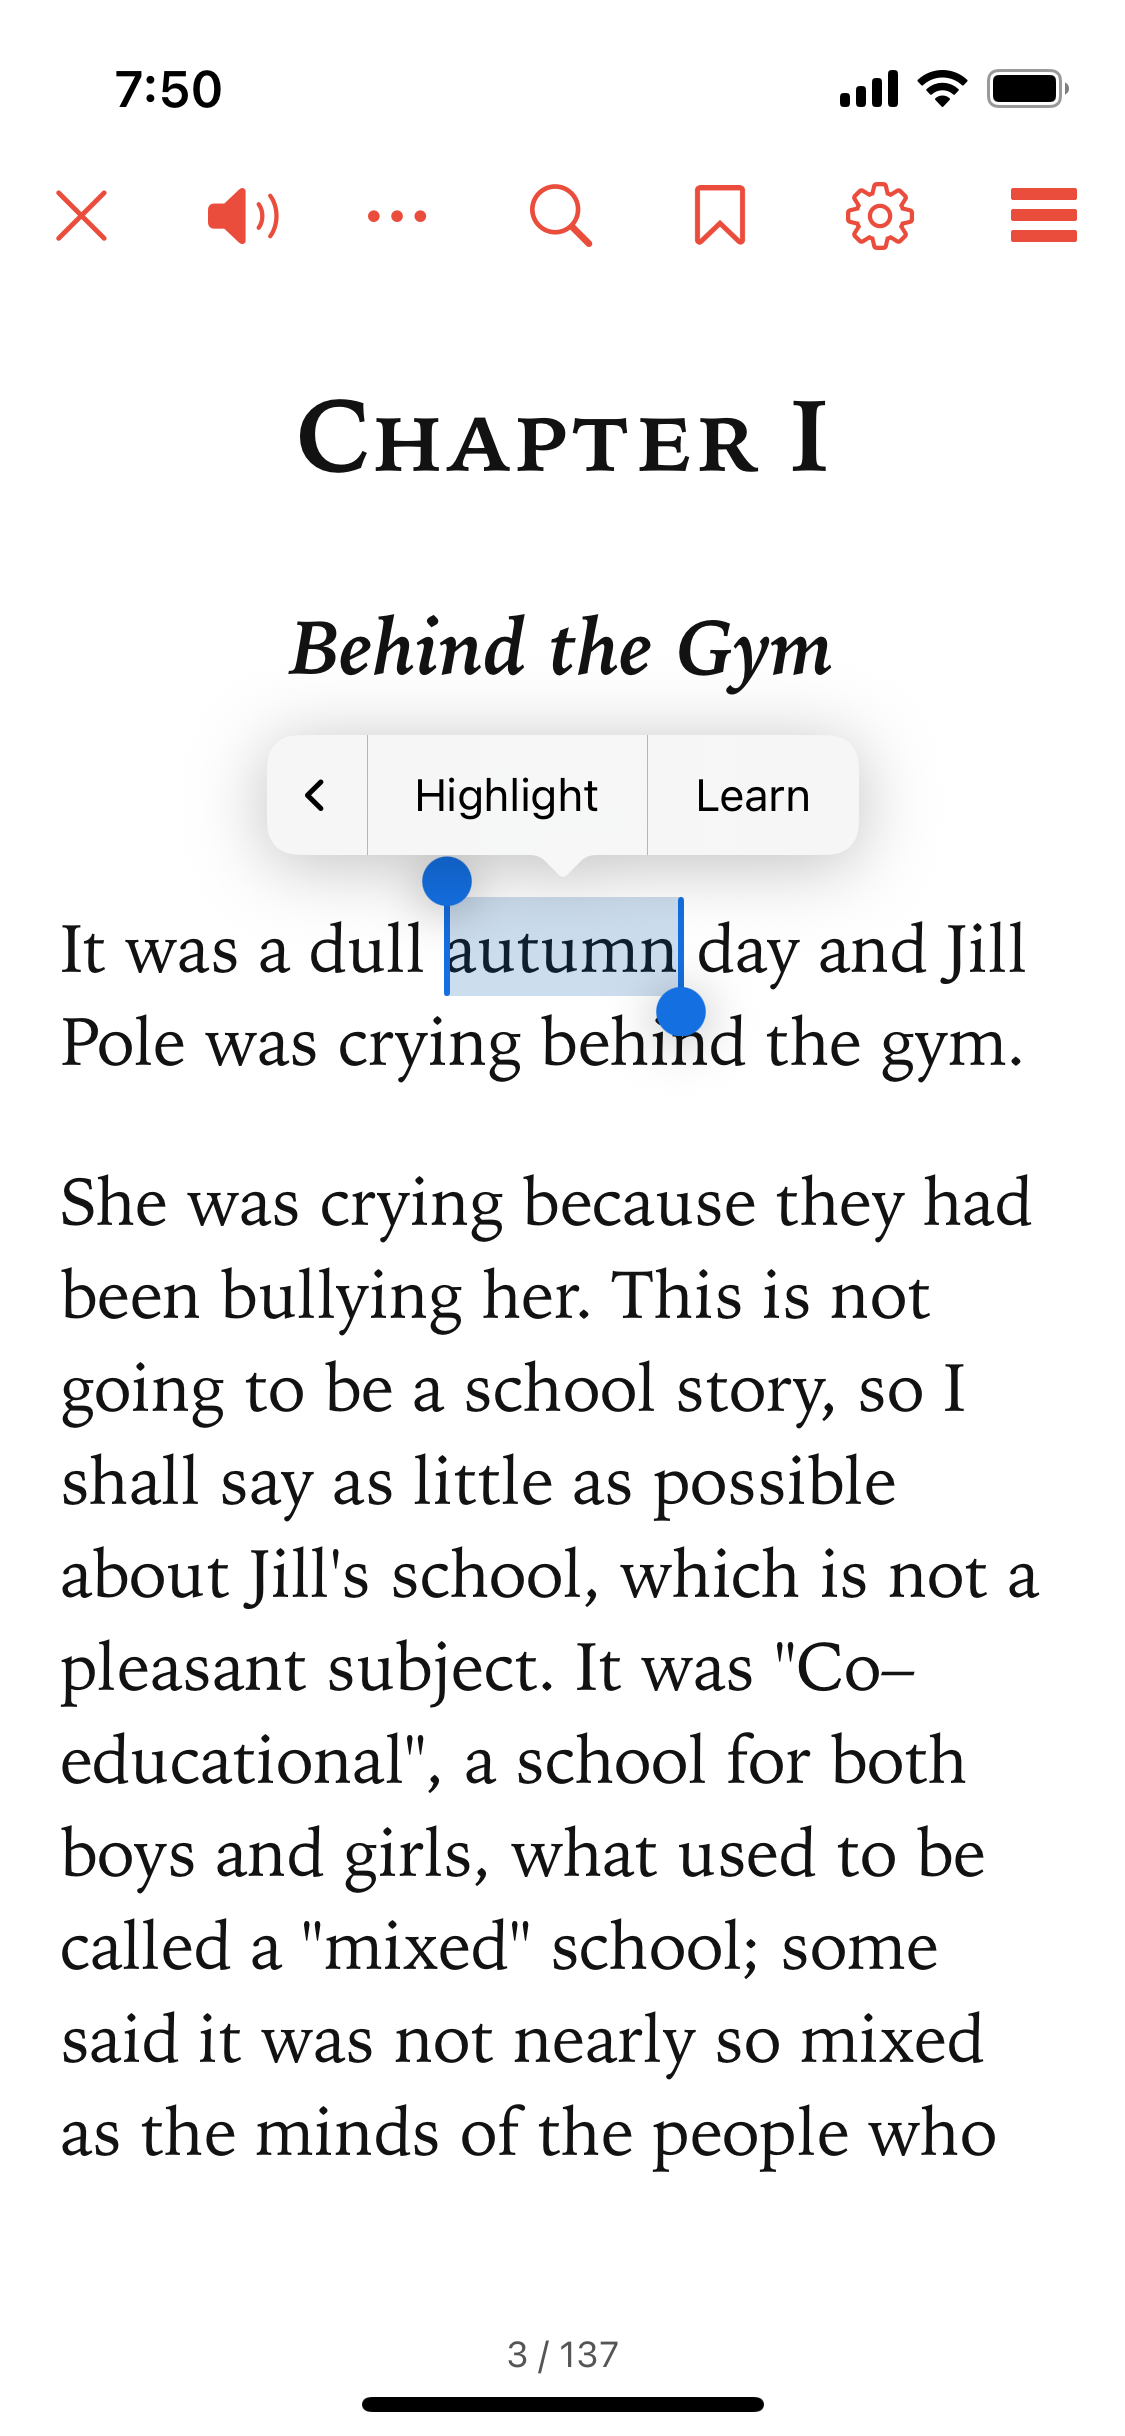 7:50
Chapter I
Behind the Gym
Highlight
Learn
It was a dull autumn day and Jill
Pole was crying behind the gym.
She was crying because they had
been bullying her. This is not
going to be a school story, so I
shall say as little as possible
about Jill's school, which is not a
pleasant subject. It was "Co–
educational", a school for both
boys and girls, what used to be
called a "mixed" school; some
said it was not nearly so mixed
as the minds of the people who
3 / 137